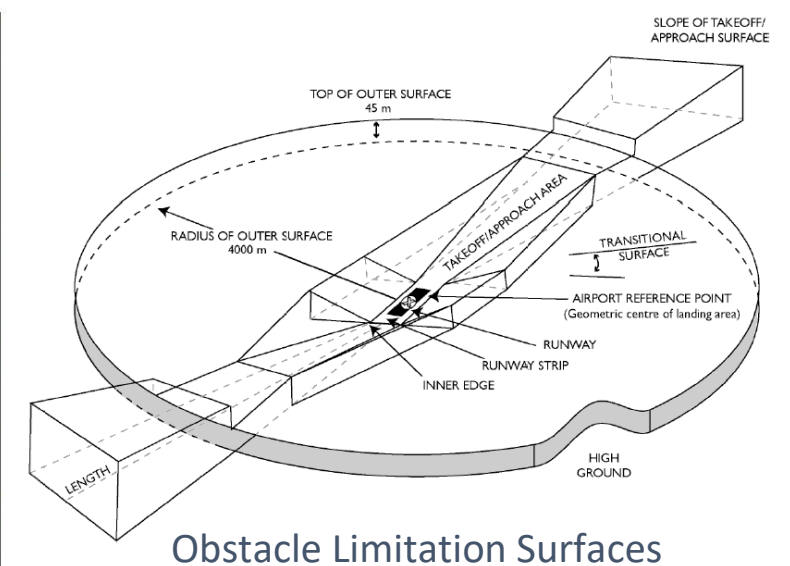 SLOPE OF TAKEOFF/
APPROACH SURFACE
TOP OF OUTER SURFACE
45 m
RADIUS OF OUTER SURFACE
4000 m
TAKEOFF/APPROACH AREA
TRANSITIONAL
SURFACE
AIRPORT REFERENCE POINT
(Geometric centre of landing area)
RUNWAY
RUNWAY STRIP
INNER EDGE
HIGH
GROUND
LENGTH
Obstacle Limitation Surfaces